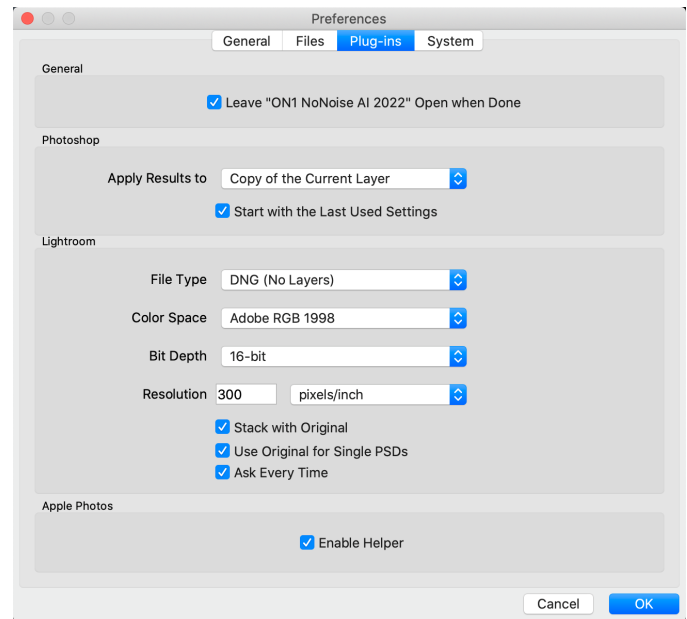 Preferences
General Files Plug-ins System
General
Leave "ON1 NoNoise AI 2022" Open when Done
Photoshop
Apply Results to Copy of the Current Layer
Start with the Last Used Settings
Lightroom
File Type DNG (No Layers)
Color Space Adobe RGB 1998
Bit Depth 16-bit
Resolution 300 pixels/inch
Stack with Original
Use Original for Single PSDs
Ask Every Time
Apple Photos
Enable Helper
Cancel OK